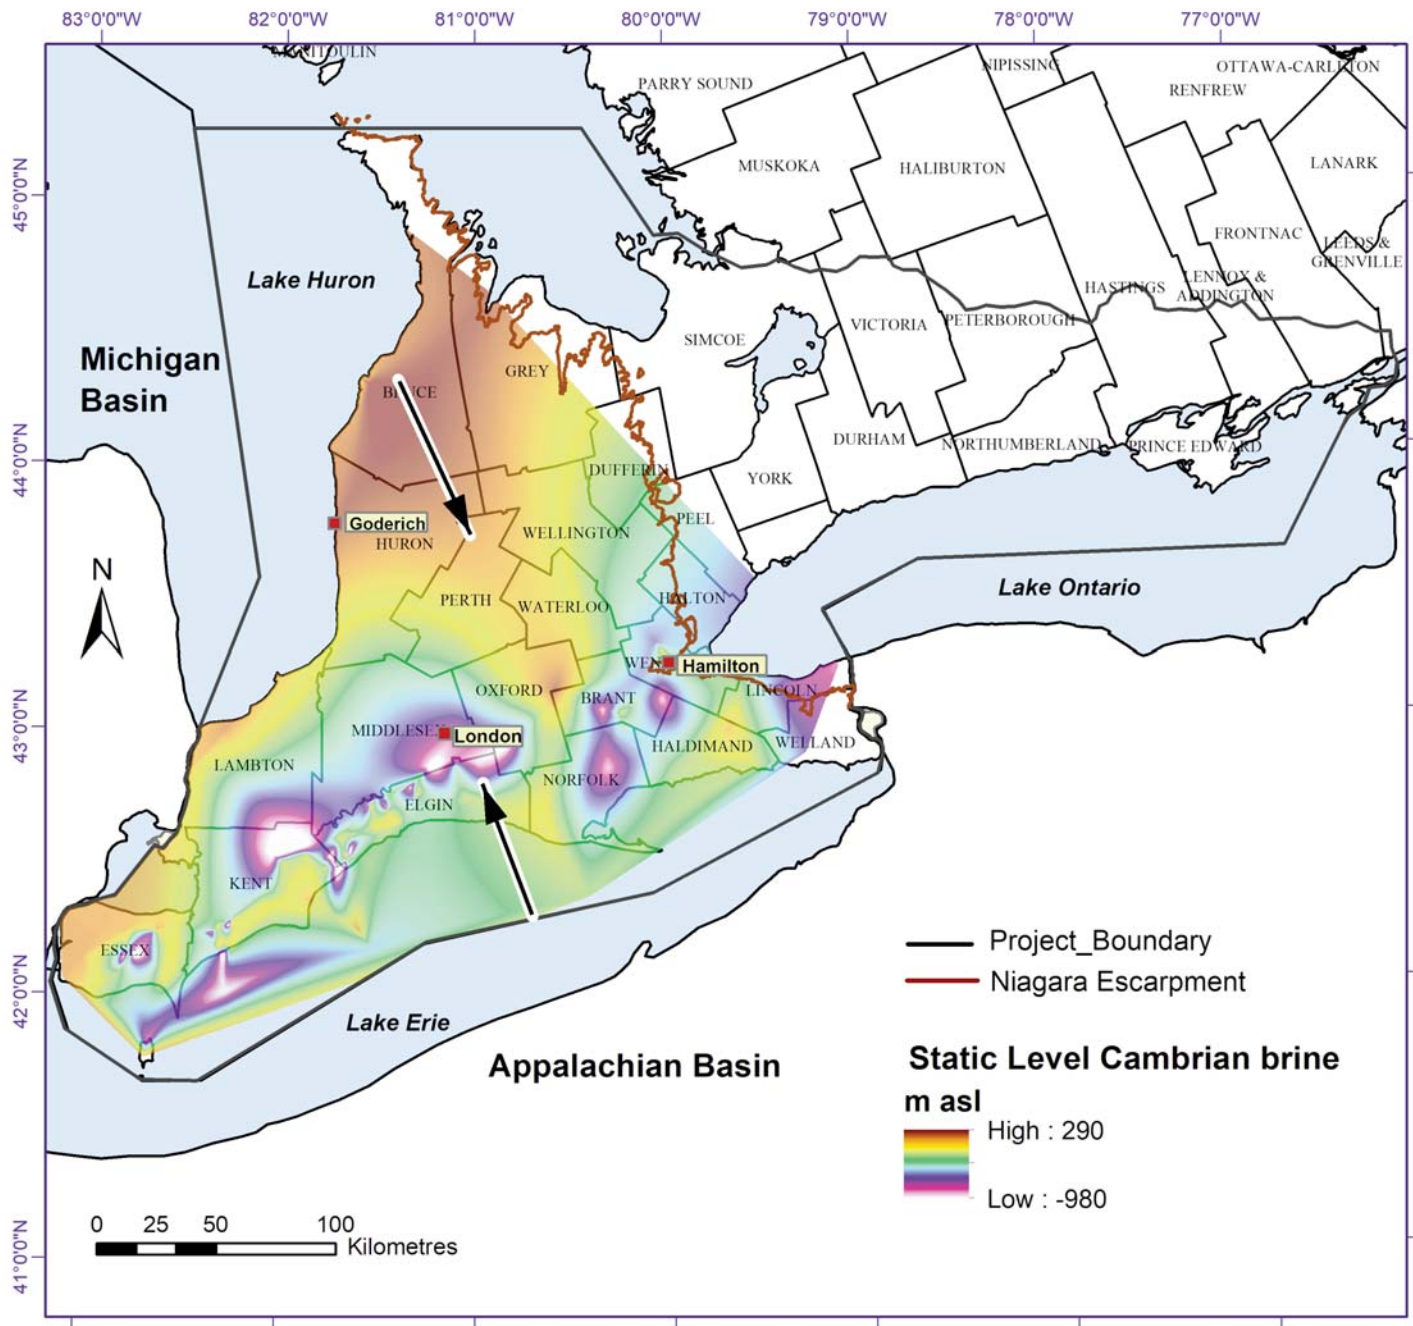 83°0'0"W 82°0'0"W 81°0'0"W 80°0'0"W 79°0'0"W 78°0'0"W 77°0'0"W
MANITOULIN
PARRY SOUND
NIPISSING
OTTAWA-CARLETON
RENFREW
45°0'0"N
MUSKOKA
HALIBURTON
LANARK
FRONTNAC
LEEDS &
GRENVILLE
Lake Huron
HASTINGS
LENNOX &
ADDINGTON
SIMCOE
VICTORIA
PETERBOROUGH
Michigan
Basin
GREY
BRUCE
44°0'0"N
DUFFERIN
YORK
DURHAM
NORTHUMBERLAND
PRINCE EDWARD
Goderich
HURON
WELLINGTON
PEEL
N
PERTH
WATERLOO
HALTON
Lake Ontario
Hamilton
OXFORD
BRANT
LINCOLN
43°0'0"N
MIDDLESEX
London
LAMBTON
HALDIMAND
WELLAND
NORFOLK
ELGIN
KENT
42°0'0"N
ESSEX
Lake Erie
Appalachian Basin
Project_Boundary
Niagara Escarpment
Static Level Cambrian brine
m asl
High : 290
Low : -980
0 25 50 100
Kilometres
41°0'0"N